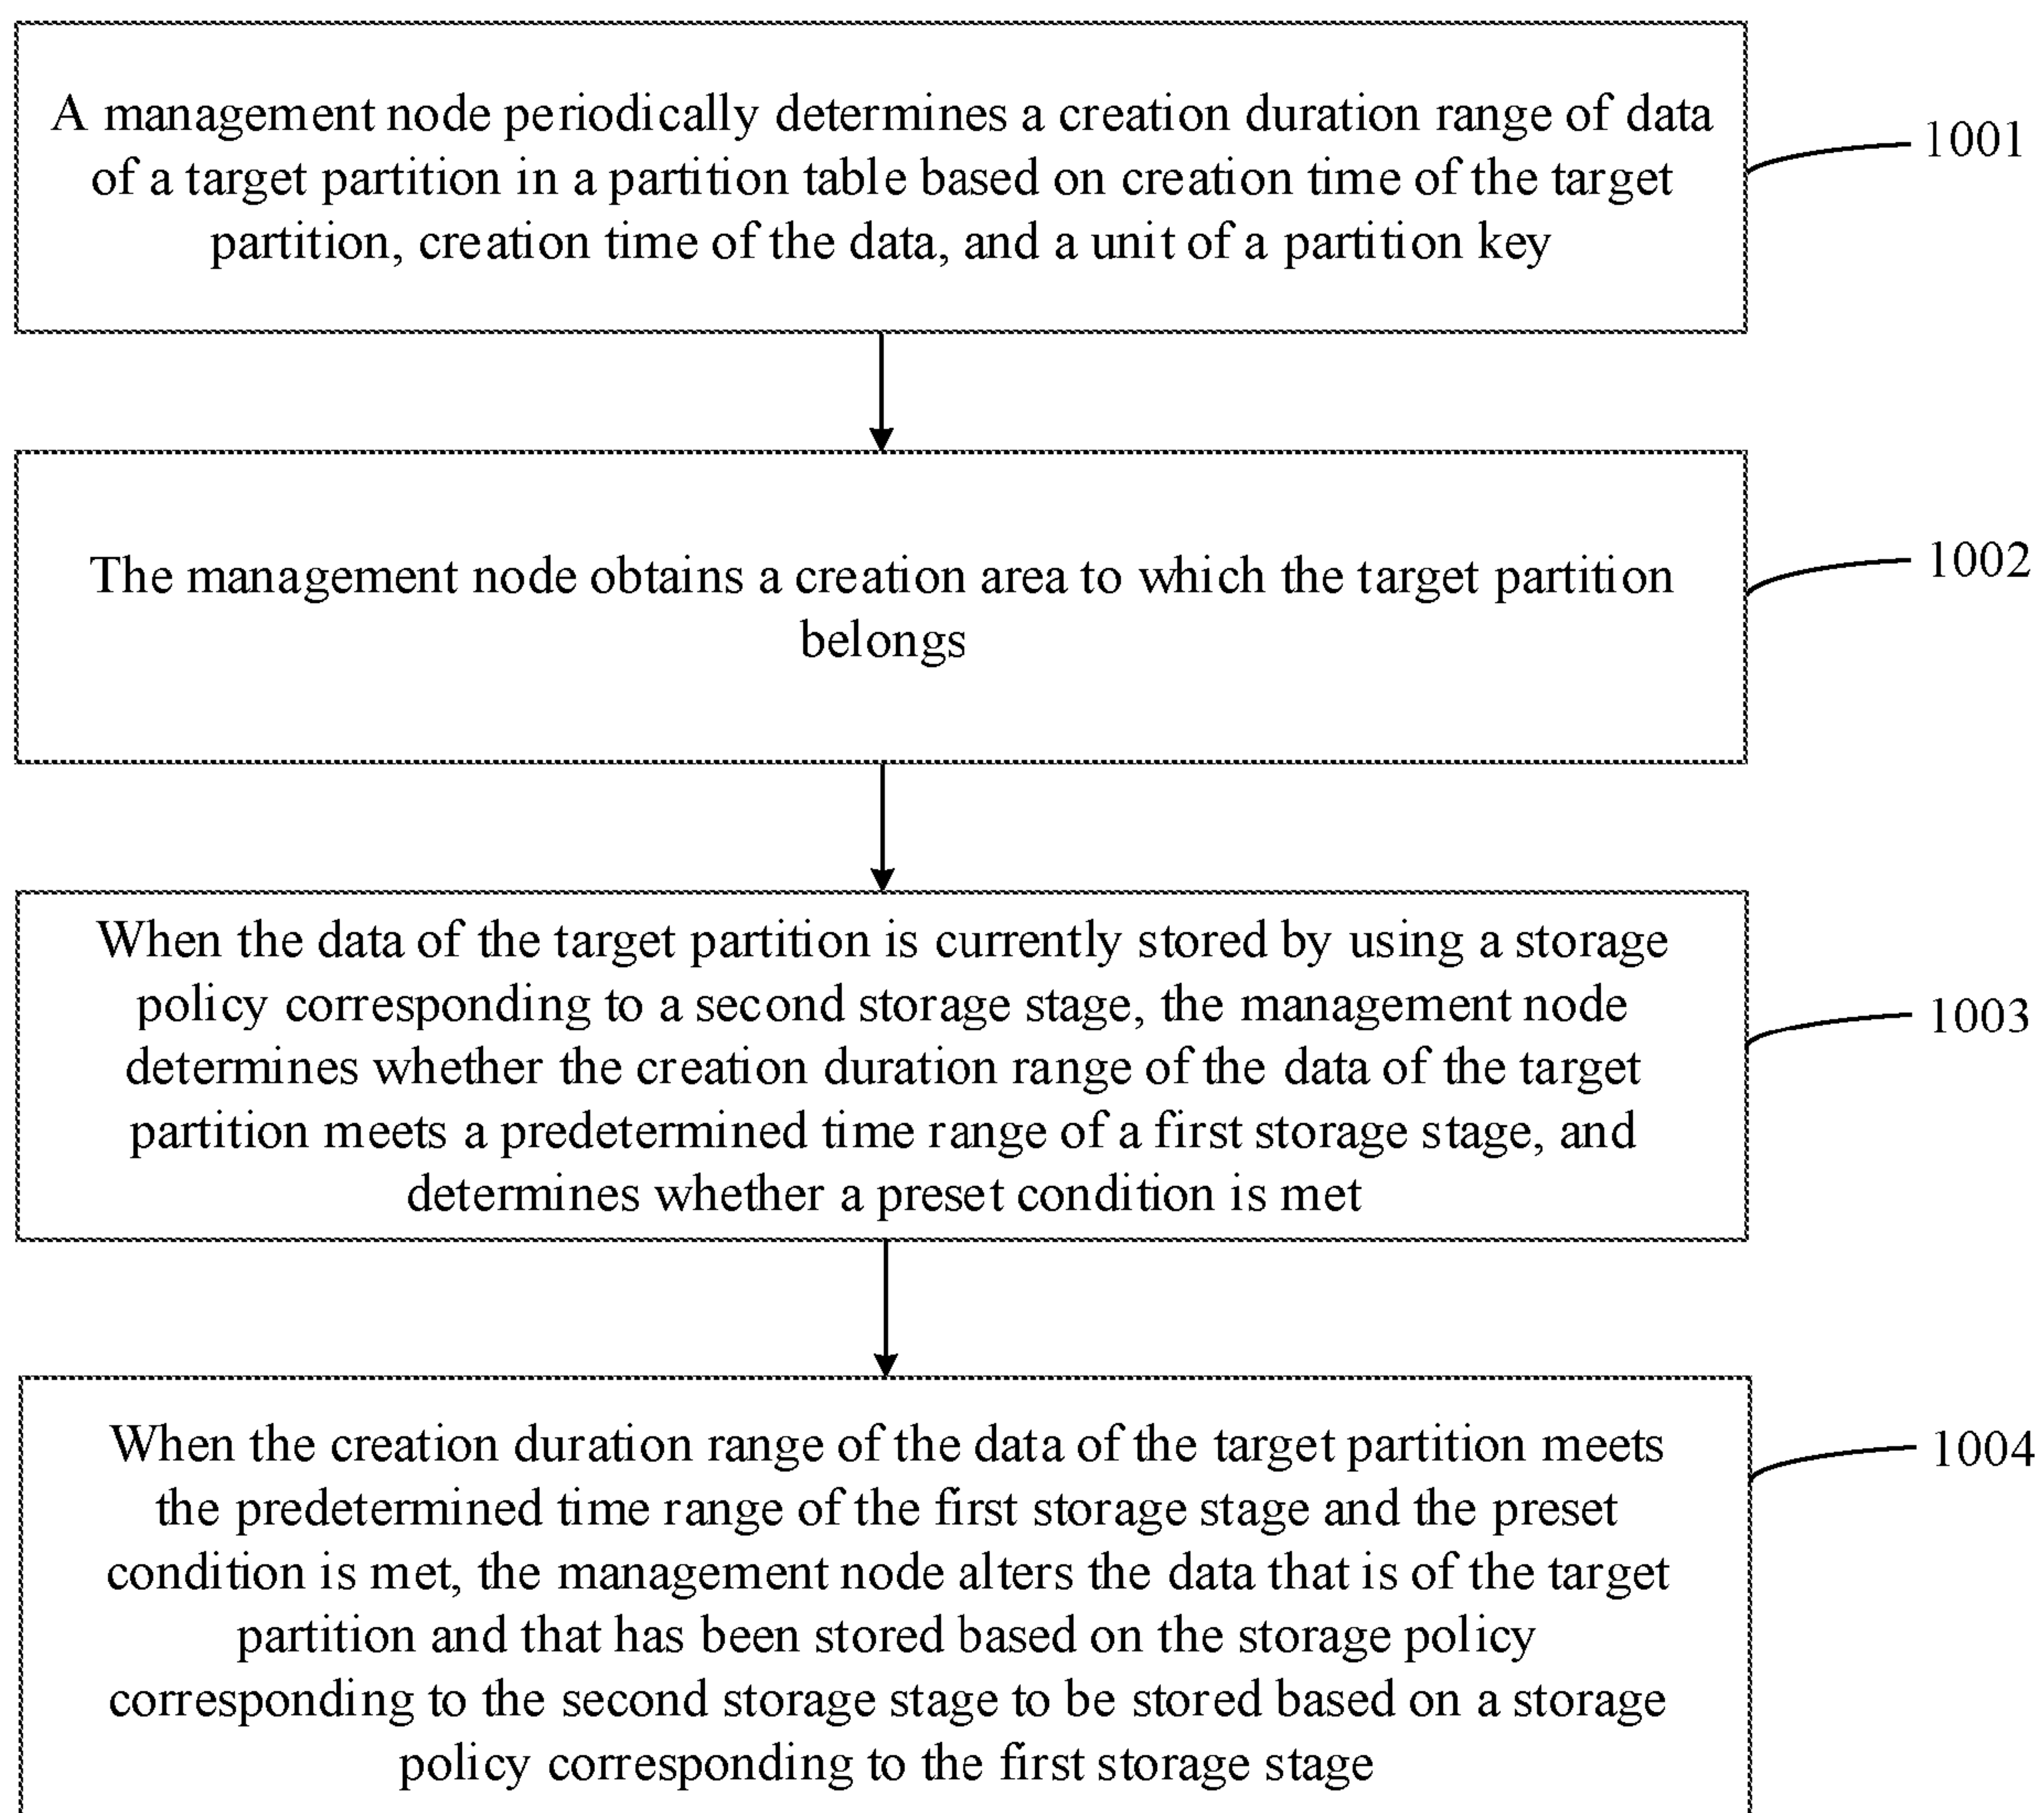 A management node periodically determines a creation duration range of data
of a target partition in a partition table based on creation time of the target
partition, creation time of the data, and a unit of a partition key
1001
The management node obtains a creation area to which the target partition
belongs
1002
When the data of the target partition is currently stored by using a storage
policy corresponding to a second storage stage, the management node
determines whether the creation duration range of the data of the target
partition meets a predetermined time range of a first storage stage, and
determines whether a preset condition is met
1003
When the creation duration range of the data of the target partition meets
the predetermined time range of the first storage stage and the preset
condition is met, the management node alters the data that is of the target
partition and that has been stored based on the storage policy
corresponding to the second storage stage to be stored based on a storage
policy corresponding to the first storage stage
1004